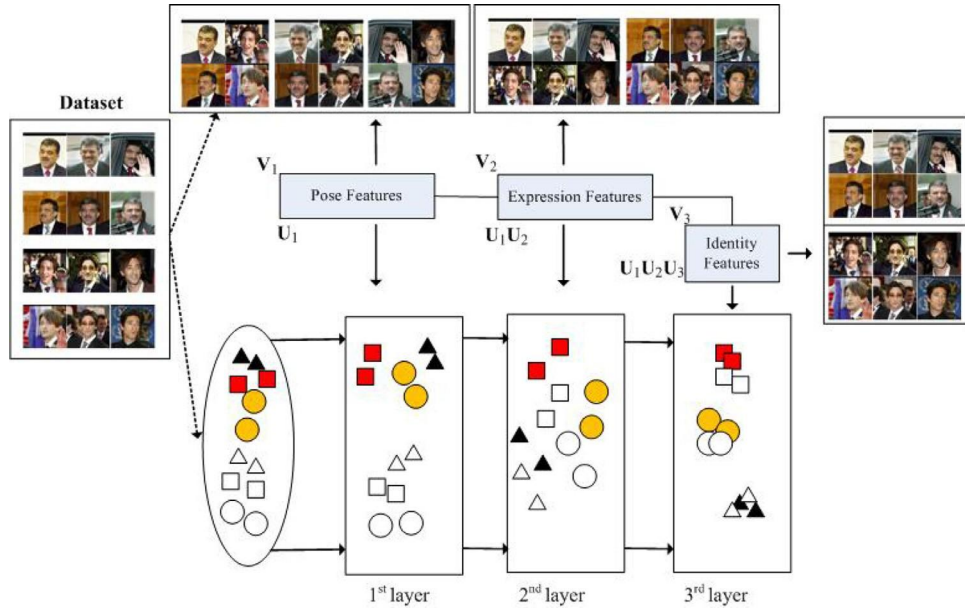 Dataset
V1
Pose Features
U1
V2
Expression Features
U1U2
V3
Identity
Features
U1U2U3
1st layer
2nd layer
3rd layer